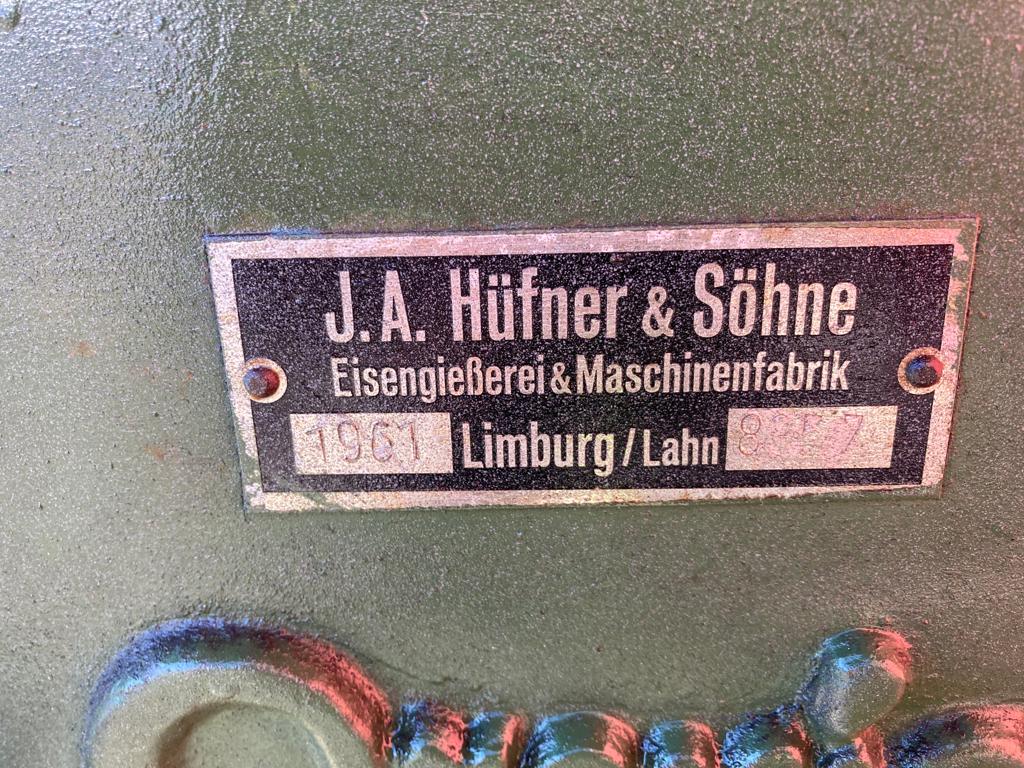 J.A. Hüfner & Söhne
Eisengießerei & Maschinenfabrik
1961 Limburg/Lahn